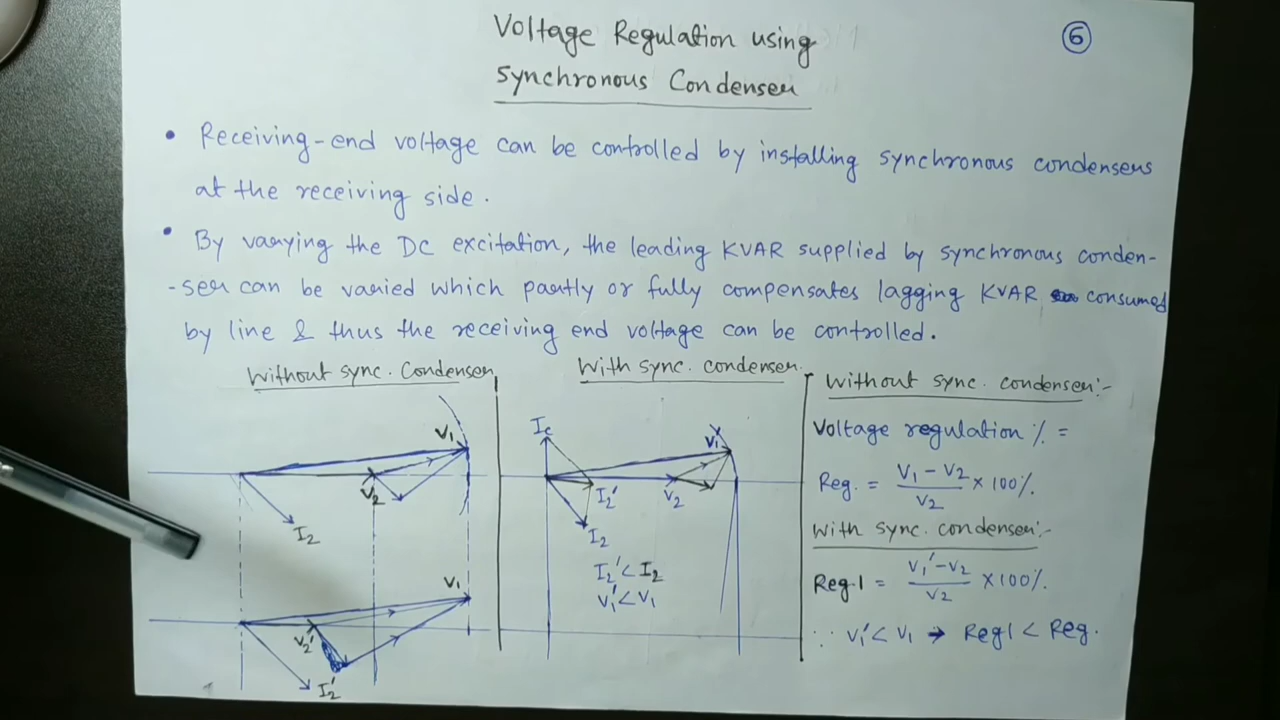 Voltage Regulation using
Synchronous Condenser
6
• Receiving-end voltage can be controlled by installing synchronous condensers
at the receiving side.
• By varying the DC excitation, the leading KVAR supplied by synchronous conden-
-ser can be varied which partly or fully compensates lagging KVAR consumed
by line & thus the receiving end voltage can be controlled.
Without sync. Condenser
V₁
V₂
I₂
V₁
V₂'
I₂'
With sync. condenser.
Ic
V₁'
I₂'
V₂
I₂
I₂' < I₂
V₁' < V₁
Without sync. condenser:-
Voltage regulation % =
Reg. = V₁ - V₂ / V₂ × 100%.
With sync. condenser:-
Reg.1 = V₁' - V₂ / V₂ × 100%.
∵ V₁' < V₁ → Reg1 < Reg.